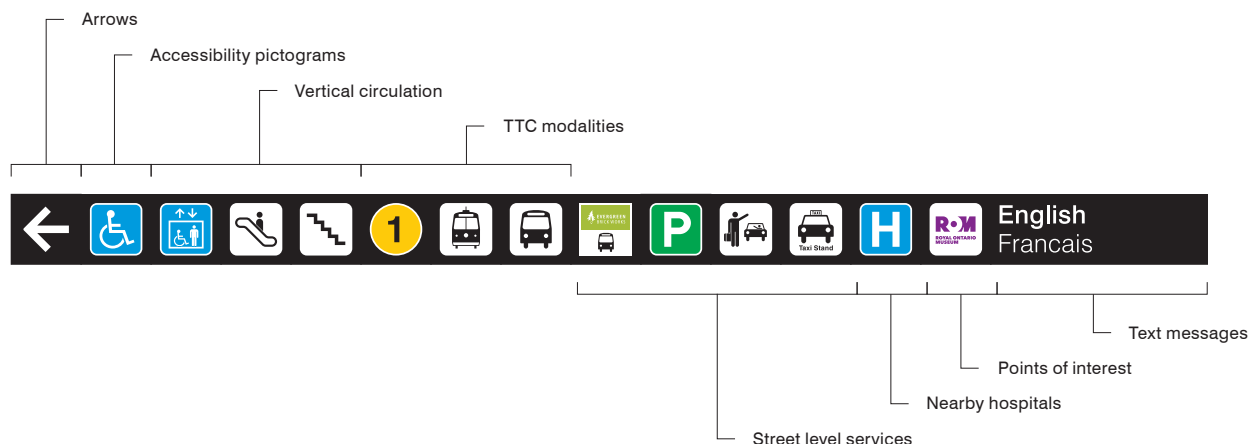 Arrows
Accessibility pictograms
Vertical circulation
TTC modalities
1
EVERGREEN
BRICK WORKS
P
TAXI
Taxi Stand
H
ROM
ROYAL ONTARIO
MUSEUM
English
Francais
Text messages
Points of interest
Nearby hospitals
Street level services